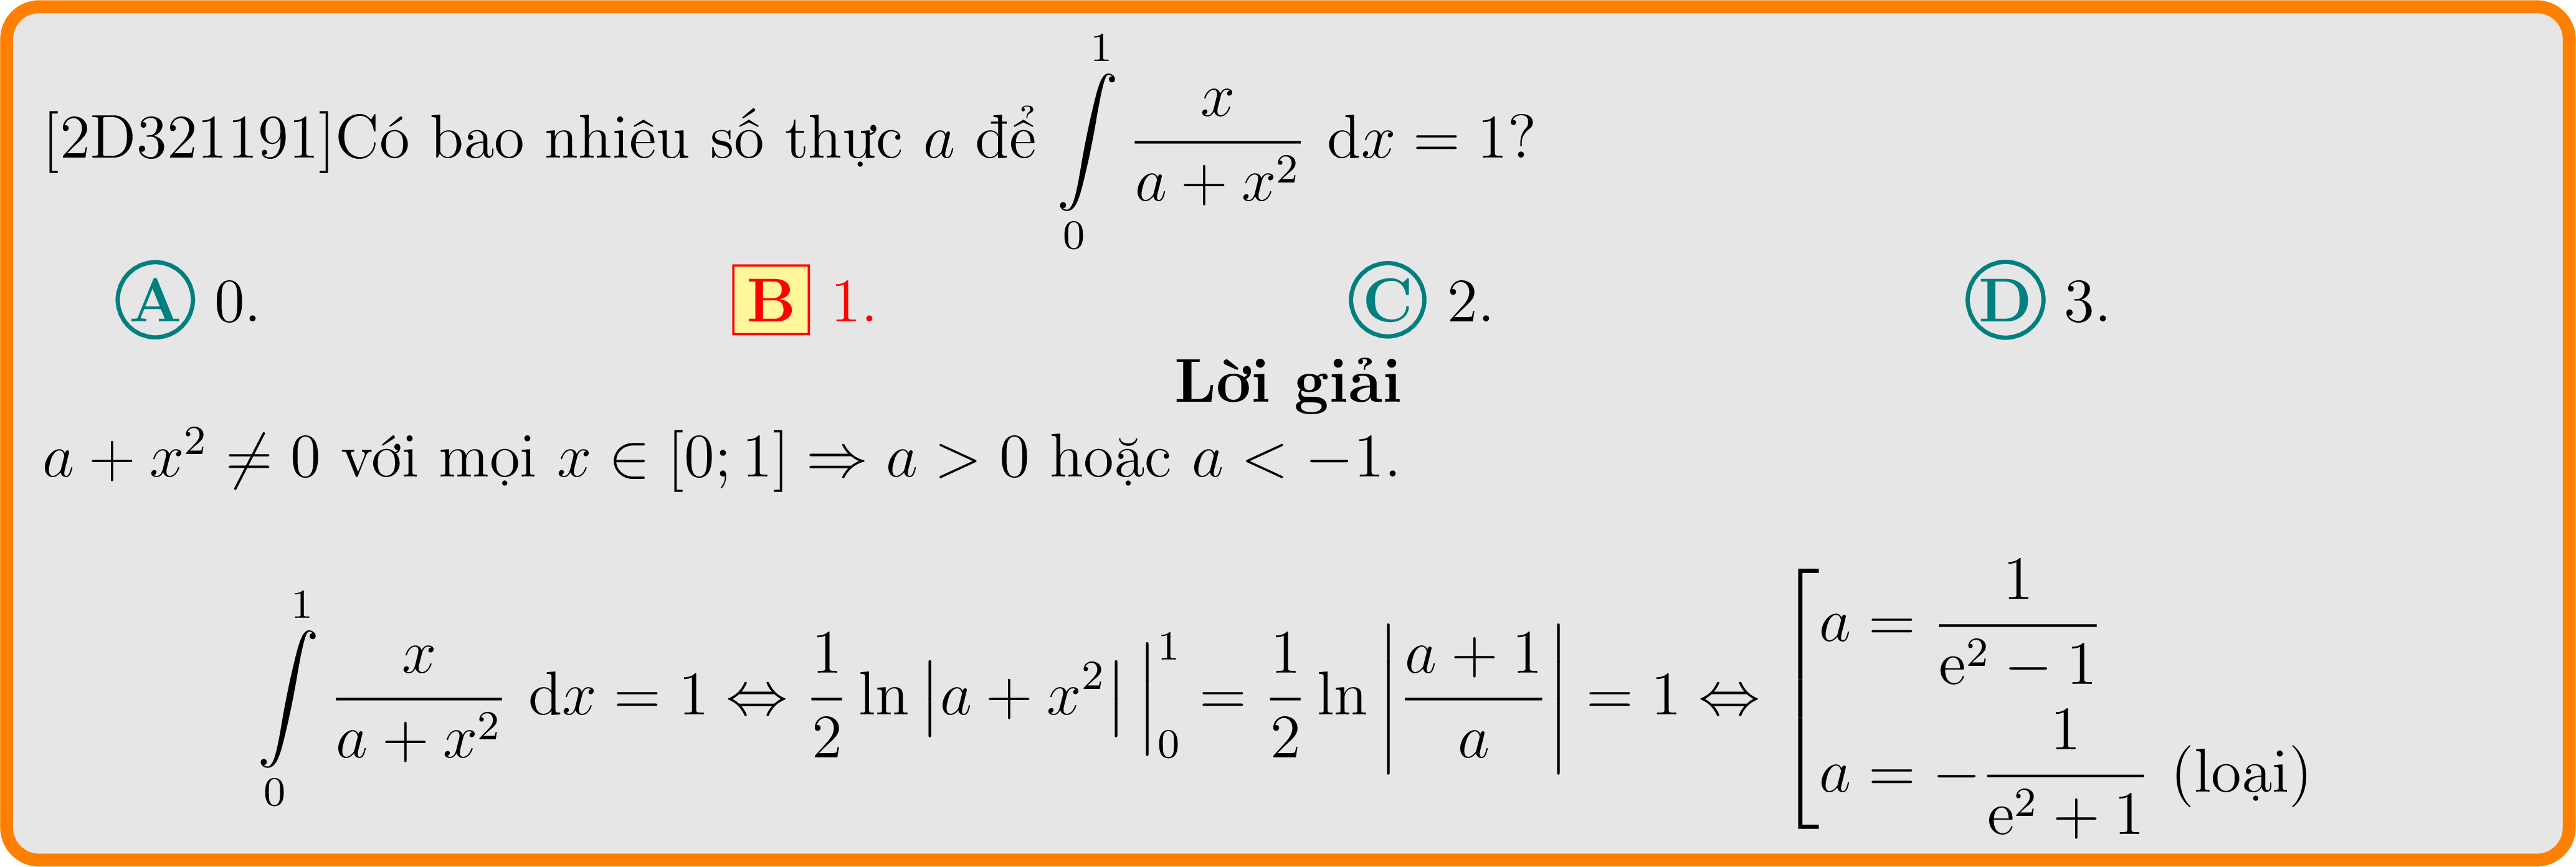 [2D321191]Có bao nhiêu số thực $a$ để $\int\limits_0^1 \frac{x}{a+x^2}\,\mathrm{d}x = 1$?
A 0. B 1. C 2. D 3.
Lời giải
$a + x^2 \neq 0$ với mọi $x \in [0;1] \Rightarrow a > 0$ hoặc $a < -1$.
$\int\limits_0^1 \frac{x}{a+x^2}\,\mathrm{d}x = 1 \Leftrightarrow \frac{1}{2}\ln\left|a+x^2\right|\Big|_0^1 = \frac{1}{2}\ln\left|\frac{a+1}{a}\right| = 1 \Leftrightarrow \left[\begin{array}{l} a = \frac{1}{\mathrm{e}^2-1} \\ a = -\frac{1}{\mathrm{e}^2+1} \text{ (loại)} \end{array}\right.$